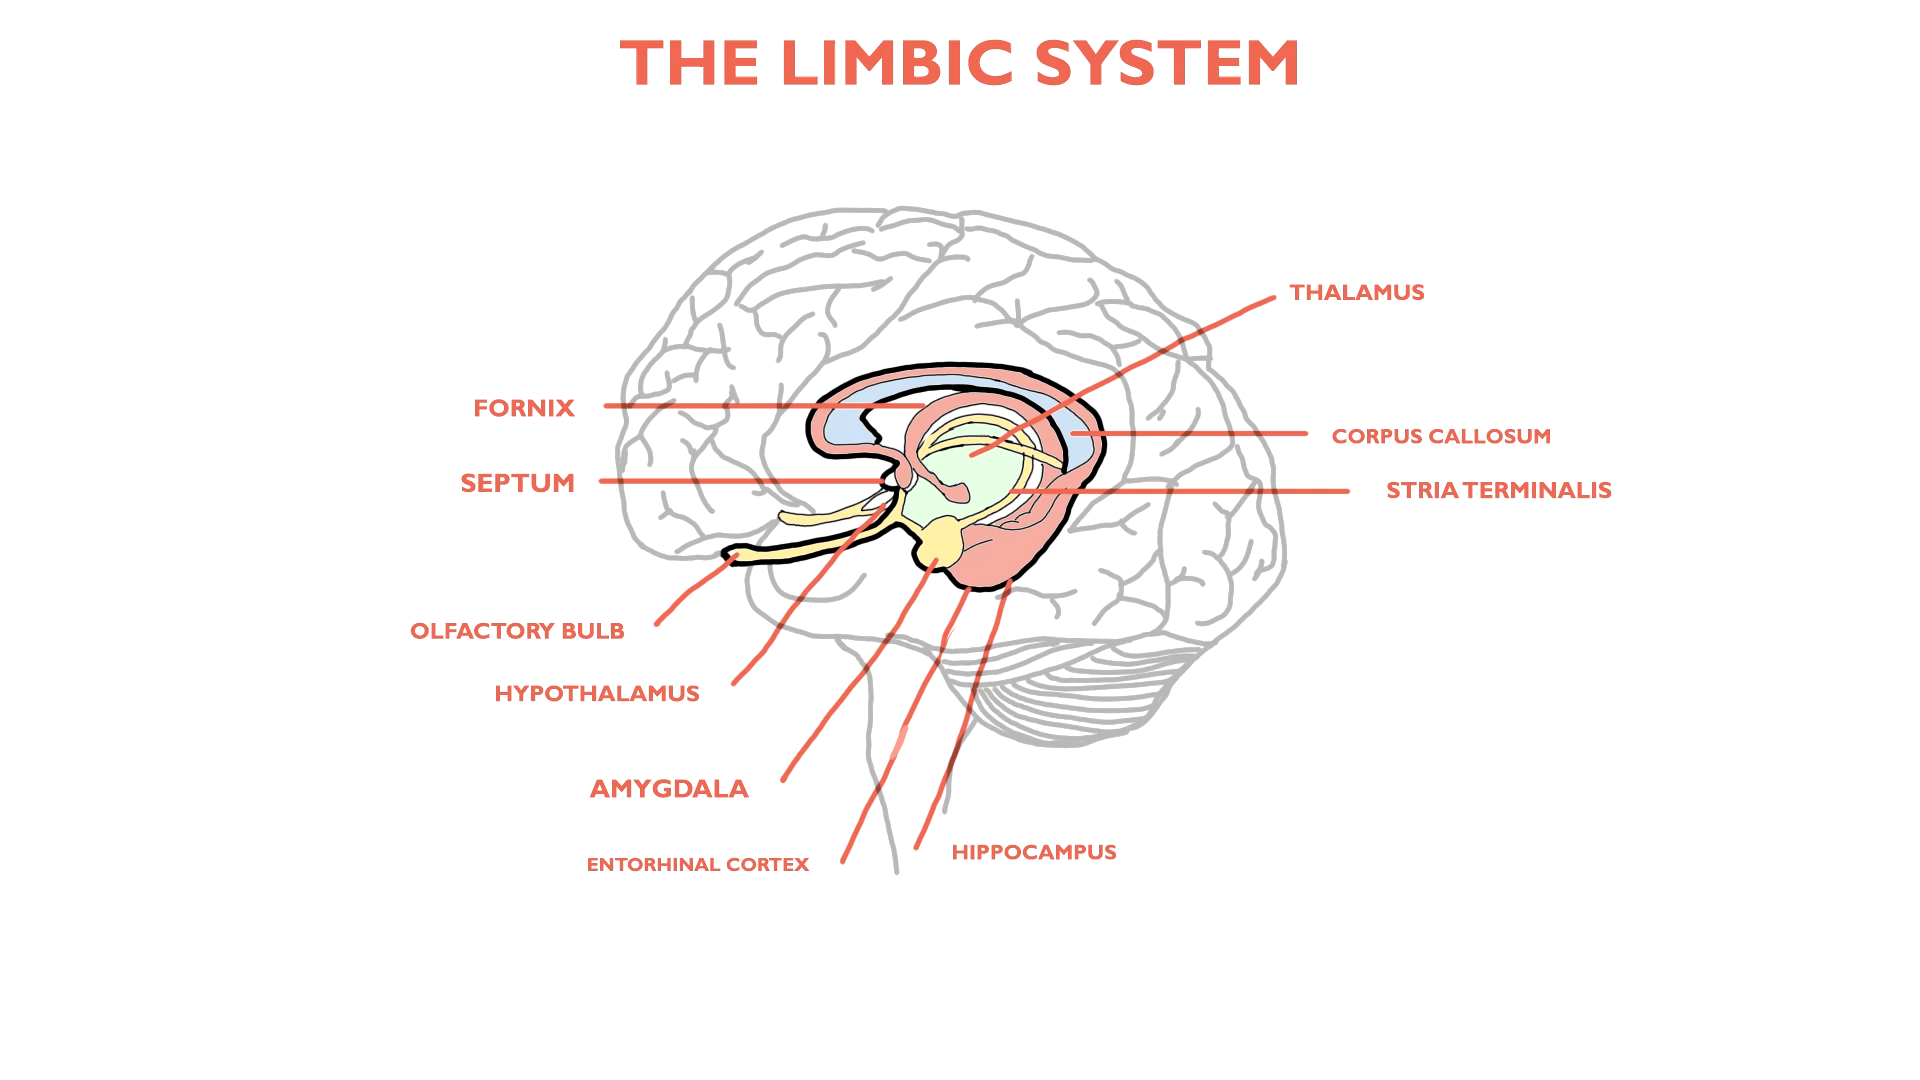 THE LIMBIC SYSTEM
THALAMUS
FORNIX
CORPUS CALLOSUM
SEPTUM
STRIA TERMINALIS
OLFACTORY BULB
HYPOTHALAMUS
AMYGDALA
ENTORHINAL CORTEX
HIPPOCAMPUS